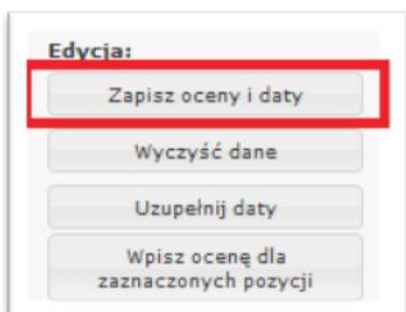 Edycja:
Zapisz oceny i daty
Wyczyść dane
Uzupełnij daty
Wpisz ocenę dla
zaznaczonych pozycji